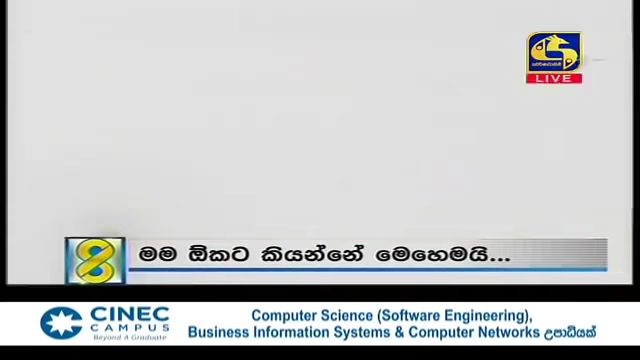 LIVE
8
මම ඕකට කියන්නේ මෙහෙමයි...
CINEC
CAMPUS
Beyond A Graduate
Computer Science (Software Engineering),
Business Information Systems & Computer Networks උපාධියක්